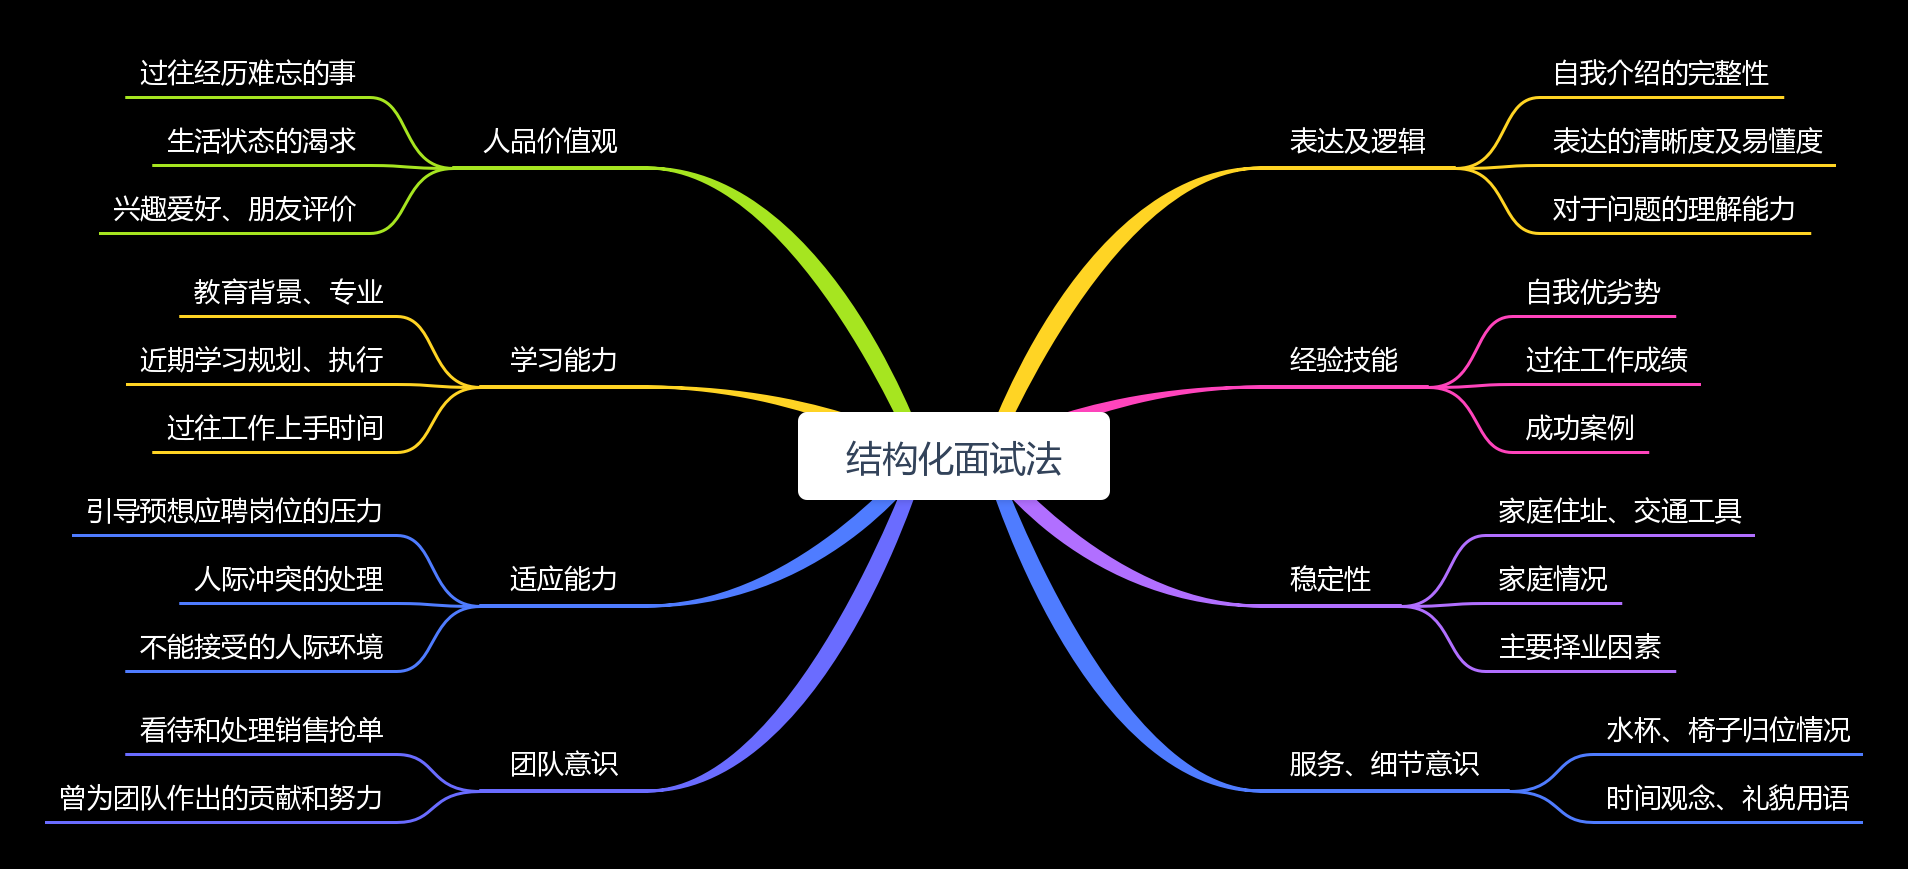 结构化面试法
表达及逻辑
自我介绍的完整性
表达的清晰度及易懂度
对于问题的理解能力
经验技能
自我优劣势
过往工作成绩
成功案例
稳定性
家庭住址、交通工具
家庭情况
主要择业因素
服务、细节意识
水杯、椅子归位情况
时间观念、礼貌用语
人品价值观
过往经历难忘的事
生活状态的渴求
兴趣爱好、朋友评价
学习能力
教育背景、专业
近期学习规划、执行
过往工作上手时间
适应能力
引导预想应聘岗位的压力
人际冲突的处理
不能接受的人际环境
团队意识
看待和处理销售抢单
曾为团队作出的贡献和努力